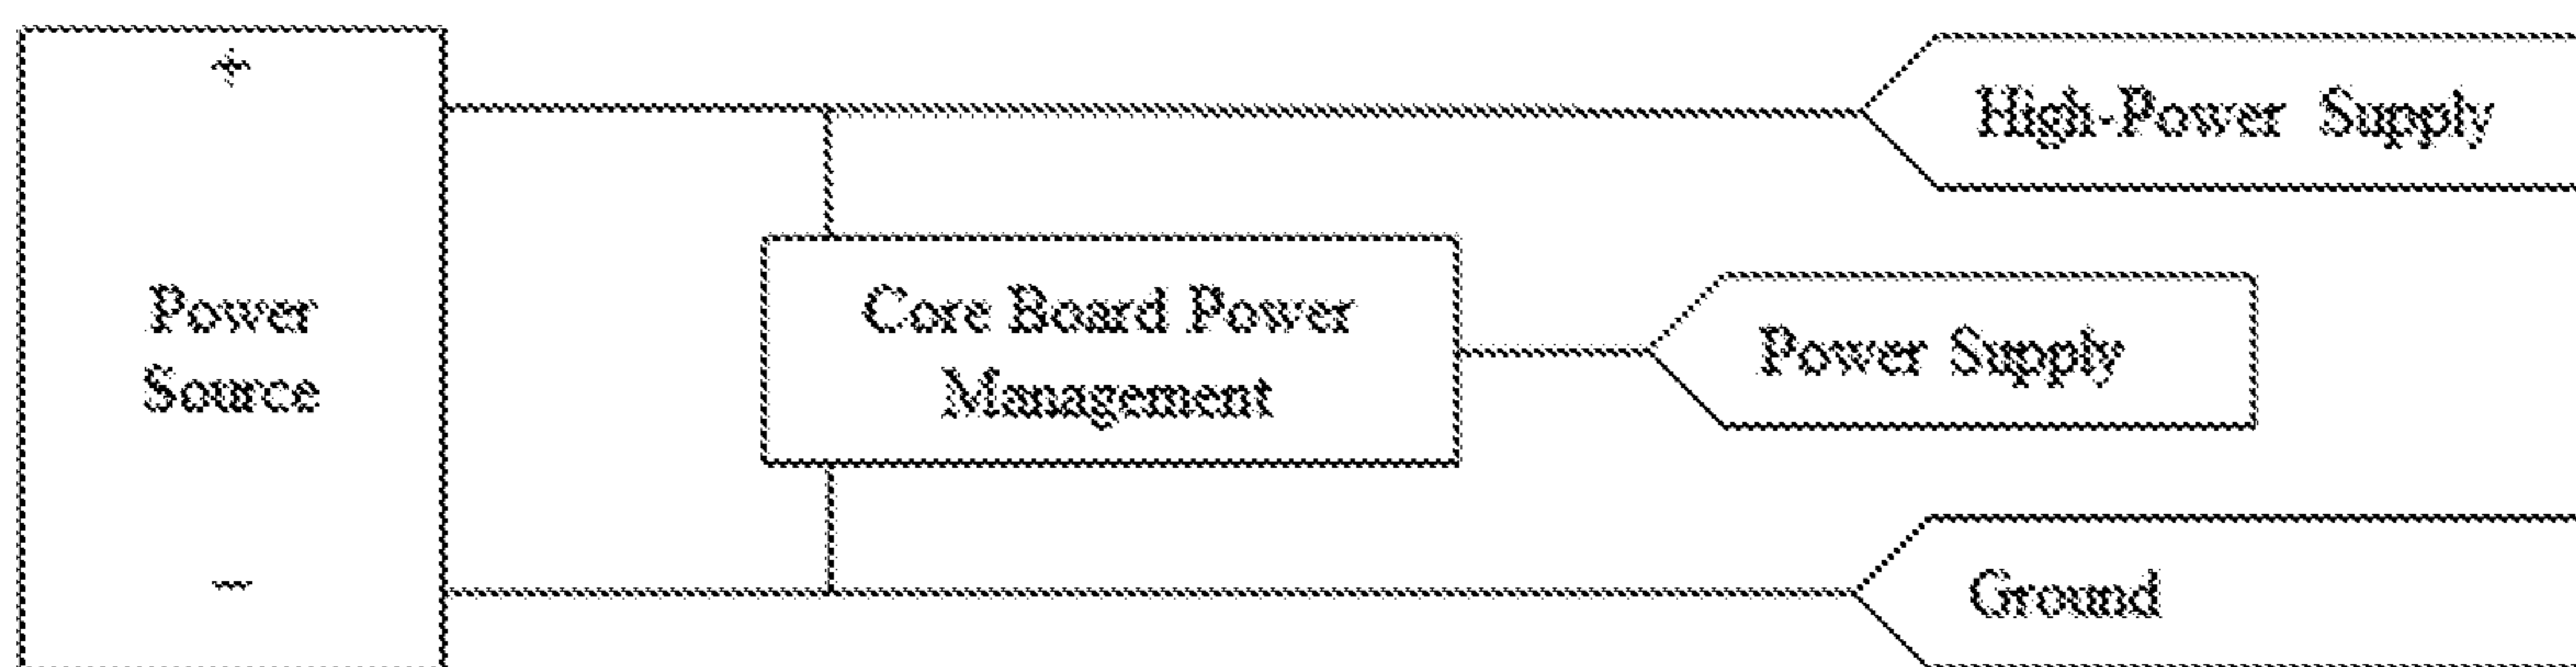 +
High-Power Supply
Power
Source
Core Board Power
Management
Power Supply
−
Ground